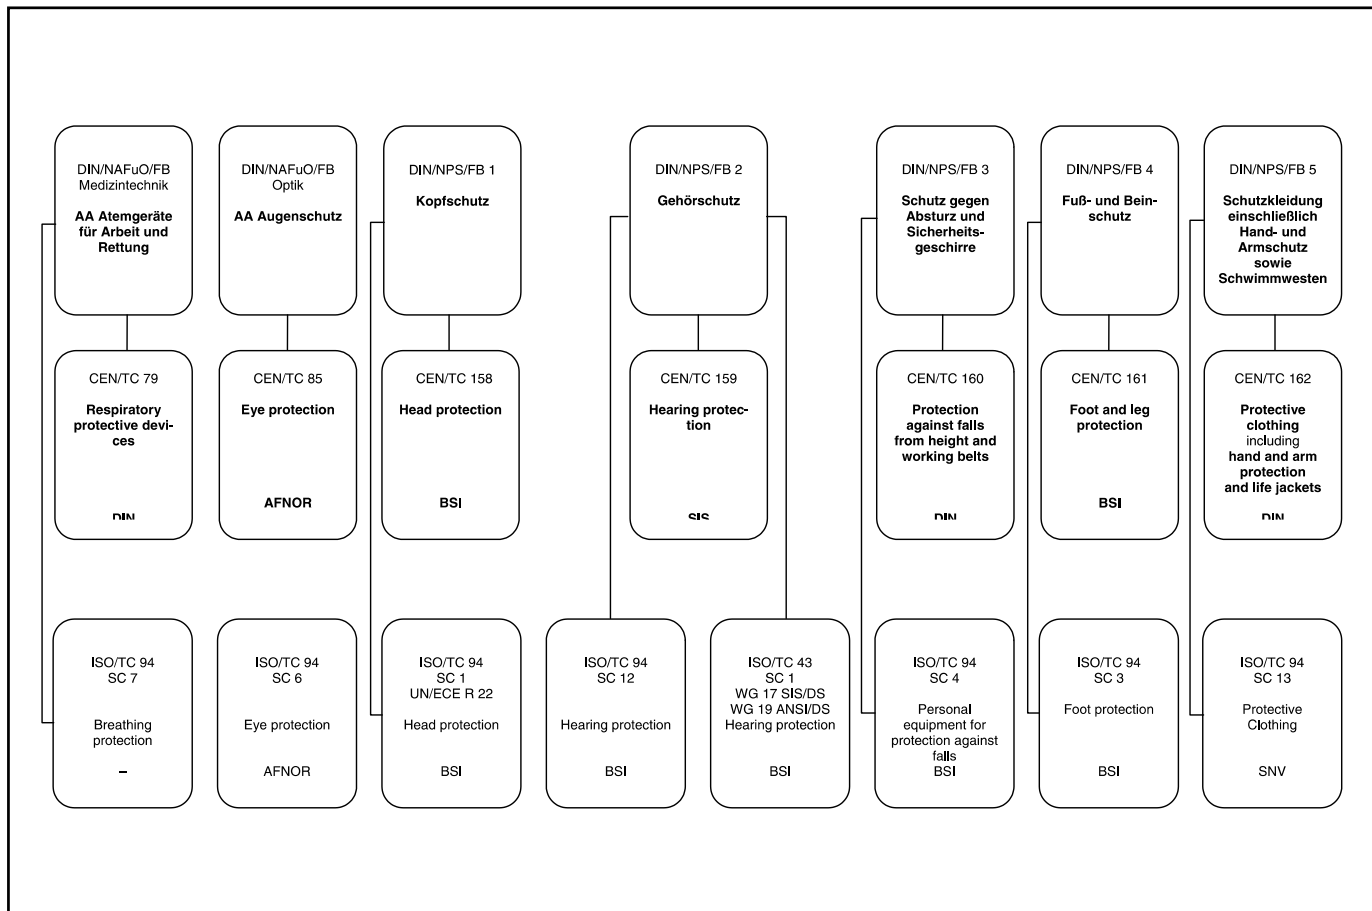 DIN/NAFuO/FB
Medizintechnik
AA Atemgeräte
für Arbeit und
Rettung
DIN/NAFuO/FB
Optik
AA Augenschutz
DIN/NPS/FB 1
Kopfschutz
DIN/NPS/FB 2
Gehörschutz
DIN/NPS/FB 3
Schutz gegen
Absturz und
Sicherheits-
geschirre
DIN/NPS/FB 4
Fuß- und Bein-
schutz
DIN/NPS/FB 5
Schutzkleidung
einschließlich
Hand- und
Armschutz
sowie
Schwimmwesten
CEN/TC 79
Respiratory
protective devi-
ces
DIN
CEN/TC 85
Eye protection
AFNOR
CEN/TC 158
Head protection
BSI
CEN/TC 159
Hearing protec-
tion
SIS
CEN/TC 160
Protection
against falls
from height and
working belts
DIN
CEN/TC 161
Foot and leg
protection
BSI
CEN/TC 162
Protective
clothing
including
hand and arm
protection
and life jackets
DIN
ISO/TC 94
SC 7
Breathing
protection
–
ISO/TC 94
SC 6
Eye protection
AFNOR
ISO/TC 94
SC 1
UN/ECE R 22
Head protection
BSI
ISO/TC 94
SC 12
Hearing protection
BSI
ISO/TC 43
SC 1
WG 17 SIS/DS
WG 19 ANSI/DS
Hearing protection
BSI
ISO/TC 94
SC 4
Personal
equipment for
protection against
falls
BSI
ISO/TC 94
SC 3
Foot protection
BSI
ISO/TC 94
SC 13
Protective
Clothing
SNV